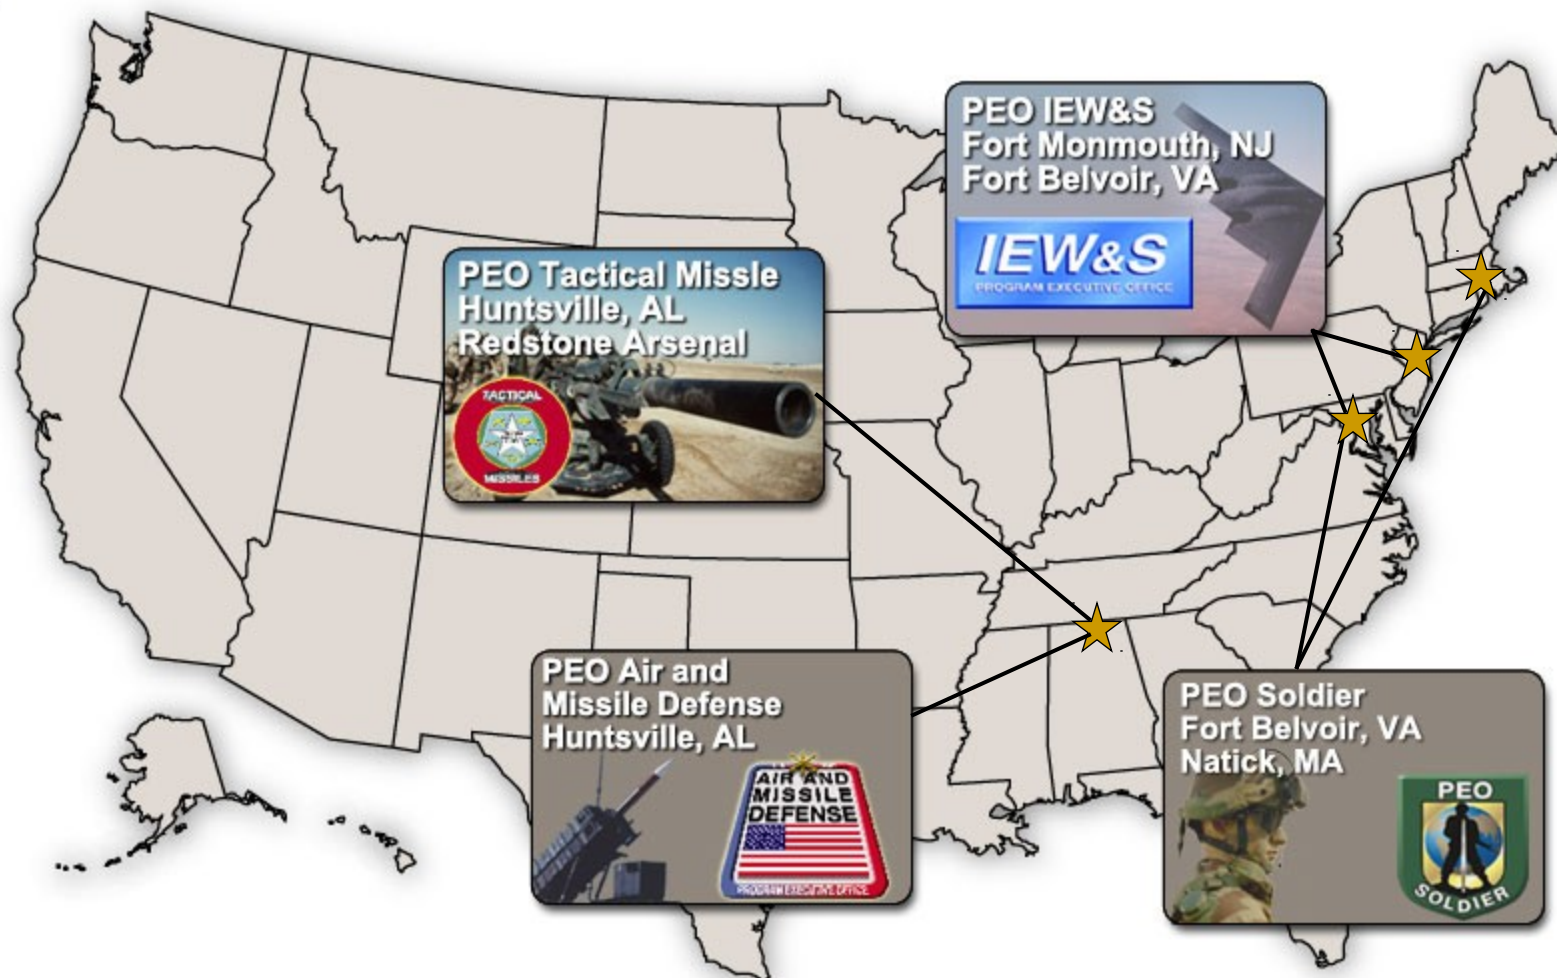 PEO IEW&S
Fort Monmouth, NJ
Fort Belvoir, VA
IEW&S
PROGRAM EXECUTIVE OFFICE
PEO Tactical Missle
Huntsville, AL
Redstone Arsenal
TACTICAL
MISSILES
PEO Air and
Missile Defense
Huntsville, AL
AIR AND
MISSILE
DEFENSE
PROGRAM EXECUTIVE OFFICE
PEO Soldier
Fort Belvoir, VA
Natick, MA
PEO
SOLDIER